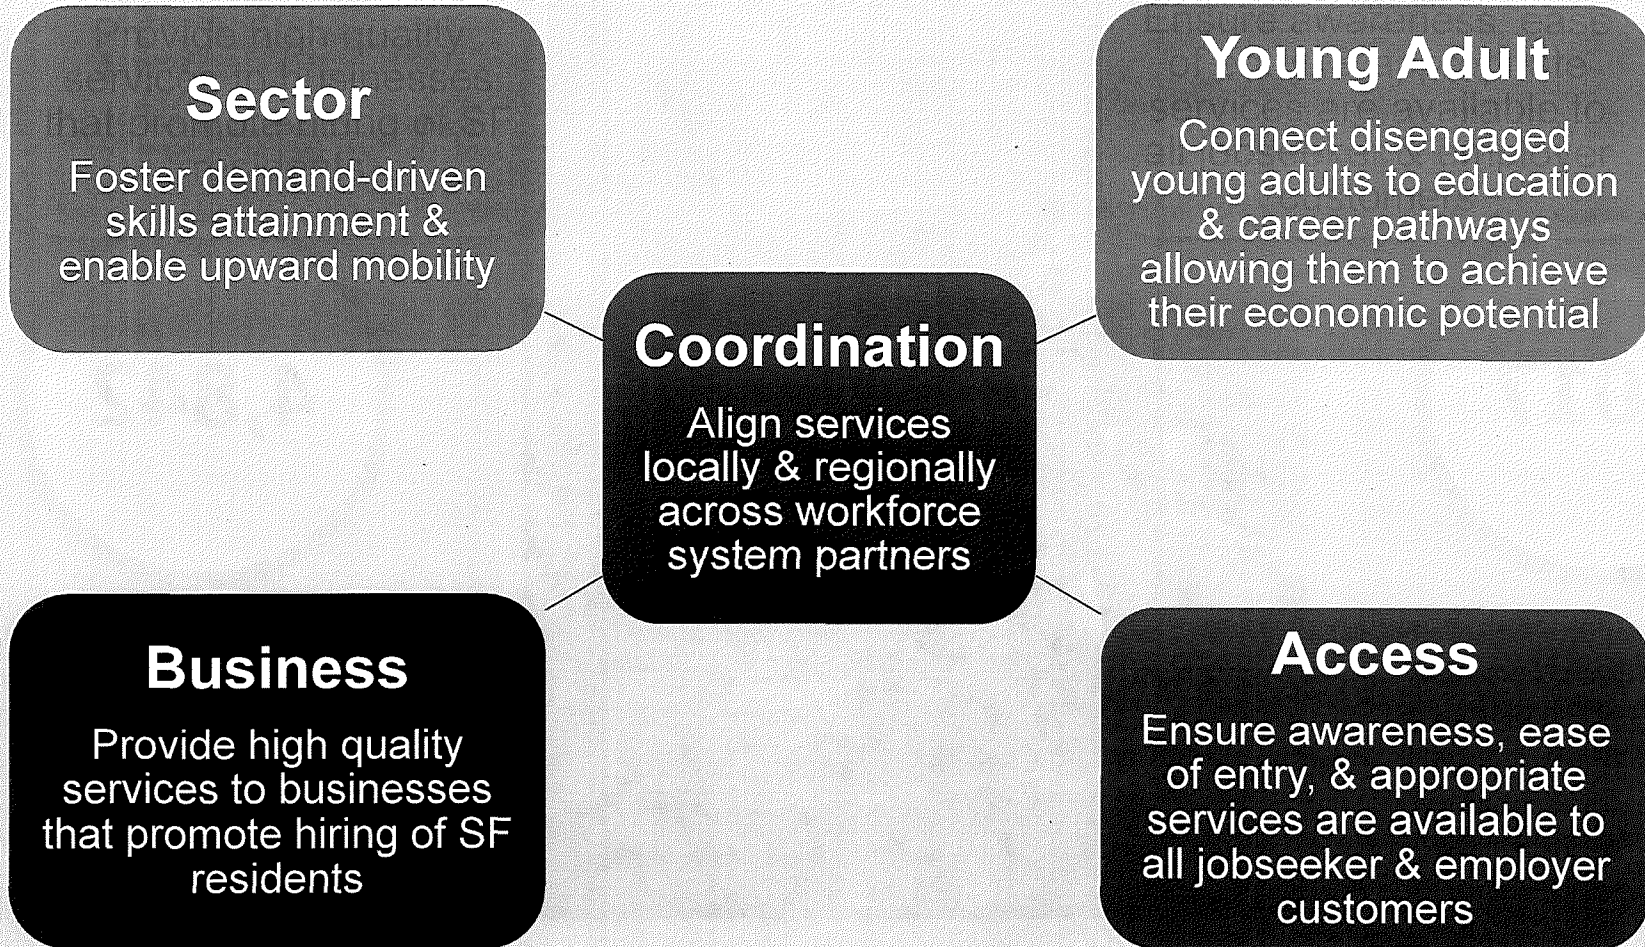 Sector
Foster demand-driven
skills attainment &
enable upward mobility
Young Adult
Connect disengaged
young adults to education
& career pathways
allowing them to achieve
their economic potential
Coordination
Align services
locally & regionally
across workforce
system partners
Business
Provide high quality
services to businesses
that promote hiring of SF
residents
Access
Ensure awareness, ease
of entry, & appropriate
services are available to
all jobseeker & employer
customers